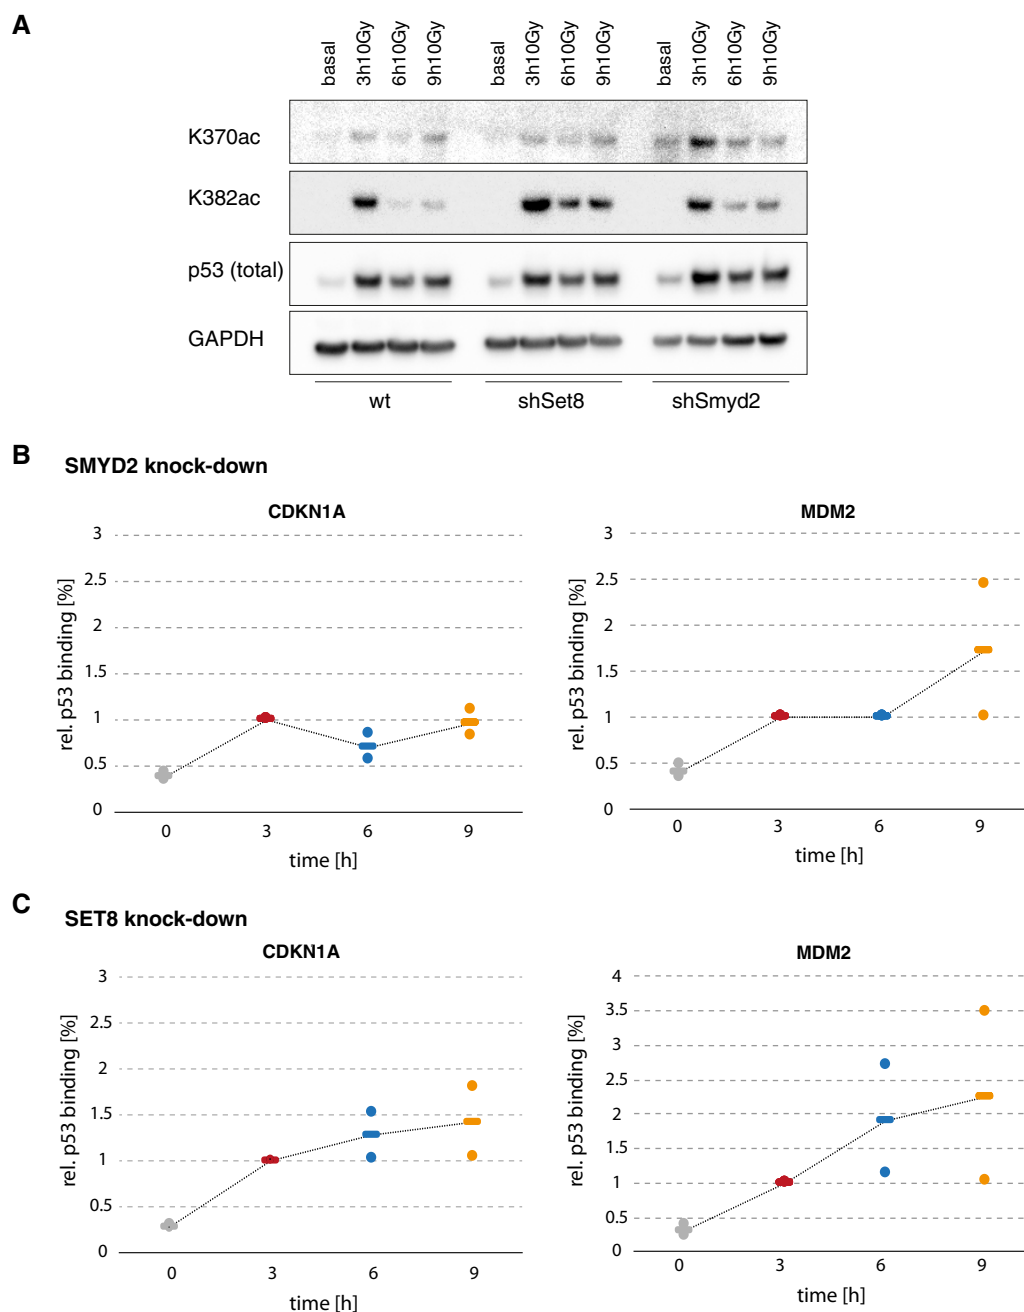 A
basal 3h10Gy 6h10Gy 9h10Gy basal 3h10Gy 6h10Gy 9h10Gy basal 3h10Gy 6h10Gy 9h10Gy
K370ac
K382ac
p53 (total)
GAPDH
wt shSet8 shSmyd2
B
SMYD2 knock-down
CDKN1A
rel. p53 binding [%]
3
2.5
2
1.5
1
0.5
0
0 3 6 9
time [h]
MDM2
rel. p53 binding [%]
3
2.5
2
1.5
1
0.5
0
0 3 6 9
time [h]
C
SET8 knock-down
CDKN1A
rel. p53 binding [%]
3
2.5
2
1.5
1
0.5
0
0 3 6 9
time [h]
MDM2
rel. p53 binding [%]
4
3.5
3
2.5
2
1.5
1
0.5
0
0 3 6 9
time [h]